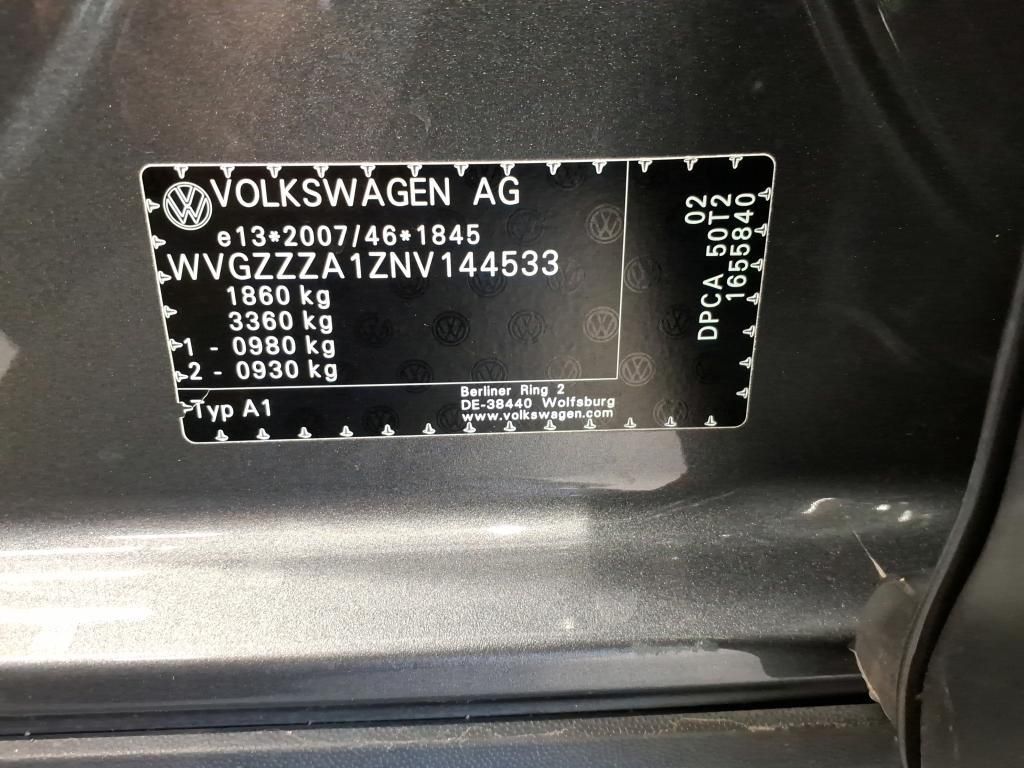 VOLKSWAGEN AG
e13*2007/46*1845
WVGZZZA1ZNV144533
1860 kg
3360 kg
1 - 0980 kg
2 - 0930 kg
Typ A1
Berliner Ring 2
DE-38440 Wolfsburg
www.volkswagen.com
02
DPCA 50T2
1655840